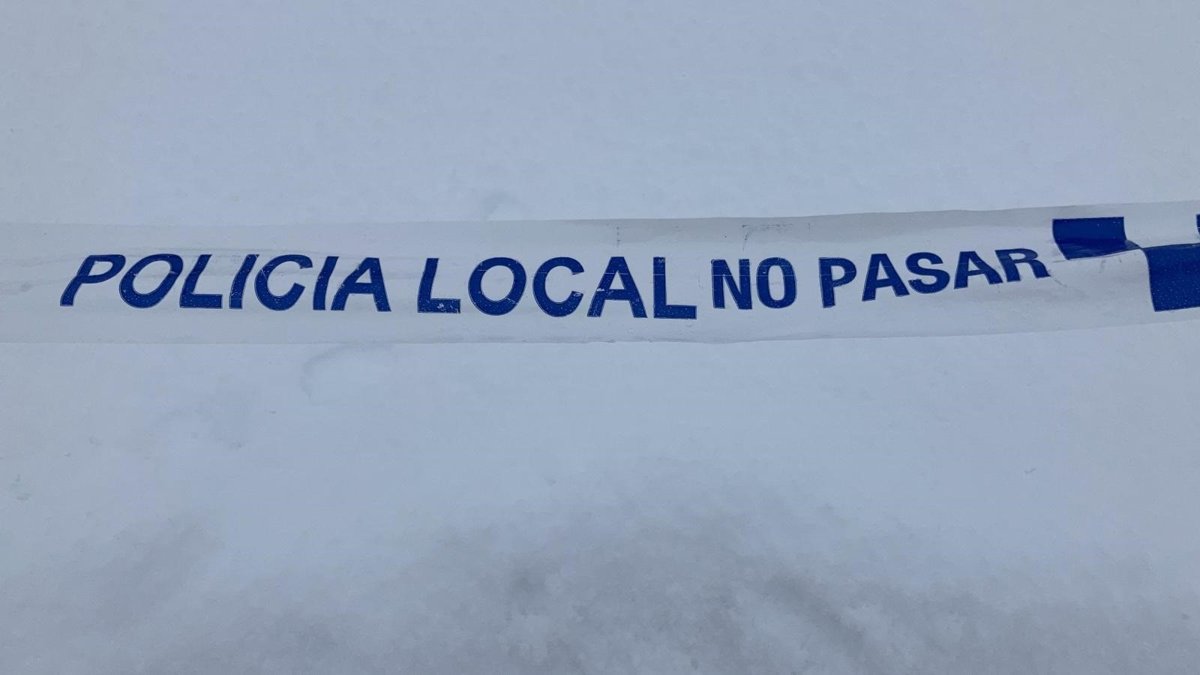 POLICIA LOCAL NO PASAR